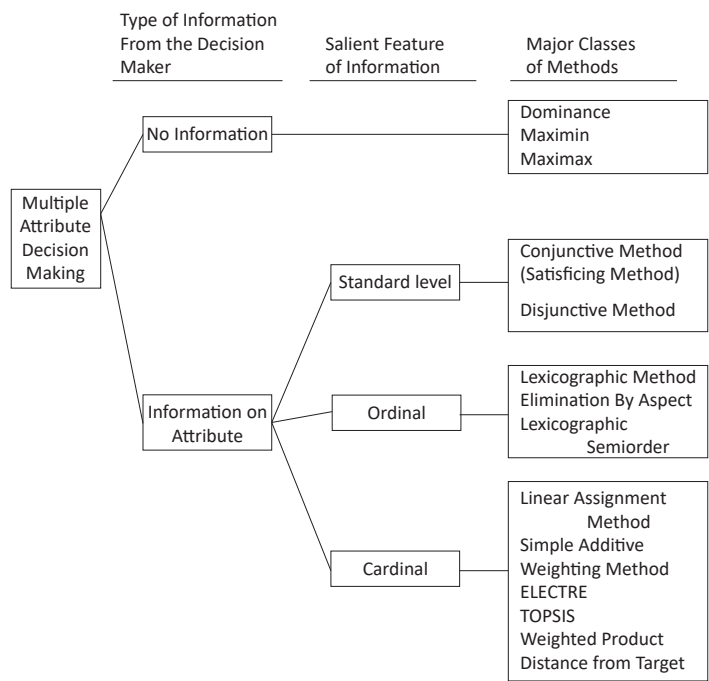 Type of Information
From the Decision
Maker
Salient Feature
of Information
Major Classes
of Methods
No Information
Dominance
Maximin
Maximax
Multiple
Attribute
Decision
Making
Standard level
Conjunctive Method
(Satisficing Method)
Disjunctive Method
Information on
Attribute
Ordinal
Lexicographic Method
Elimination By Aspect
Lexicographic
Semiorder
Cardinal
Linear Assignment
Method
Simple Additive
Weighting Method
ELECTRE
TOPSIS
Weighted Product
Distance from Target